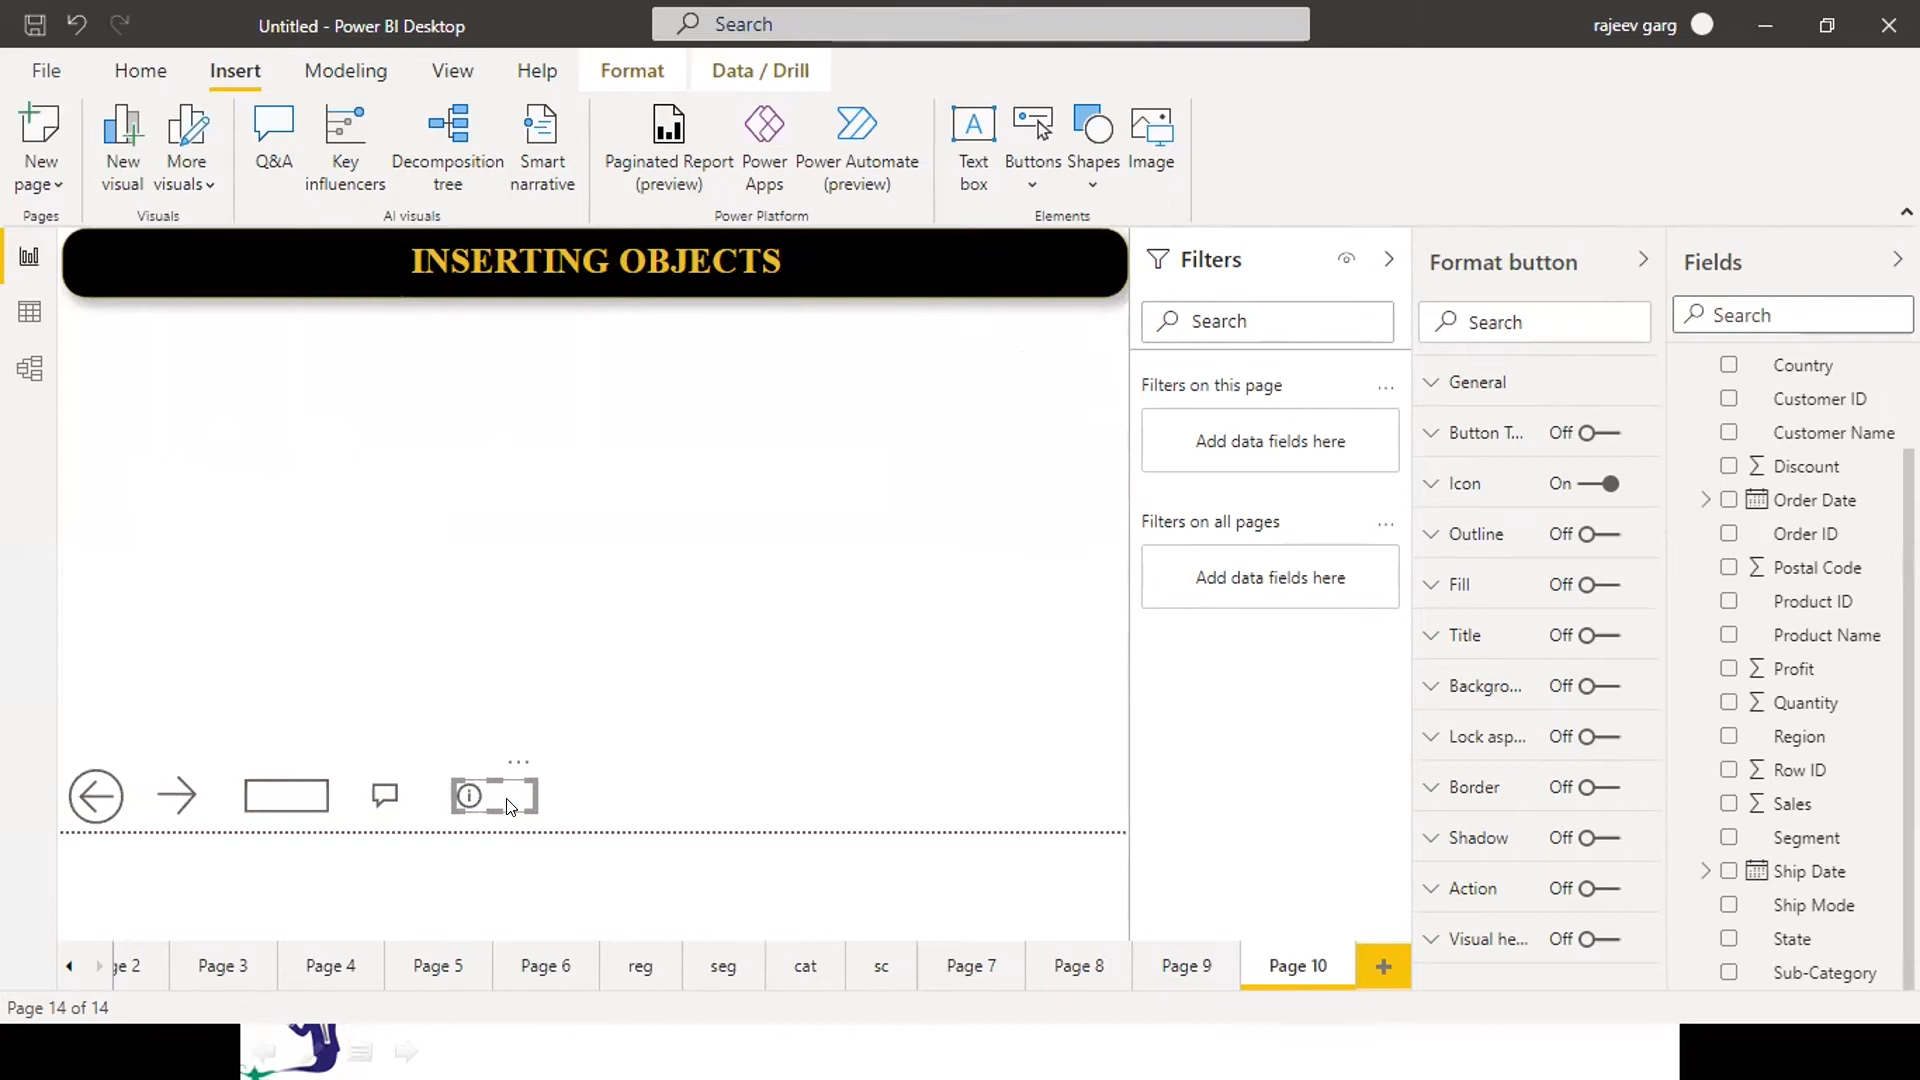 Untitled - Power BI Desktop
Search
rajeev garg
File Home Insert Modeling View Help Format Data / Drill
New page
New visual
More visuals
Q&A
Key influencers
Decomposition tree
Smart narrative
Paginated Report (preview)
Power Apps
Power Automate (preview)
Text box
Buttons
Shapes
Image
Pages
Visuals
AI visuals
Power Platform
Elements
INSERTING OBJECTS
Filters
Search
Filters on this page ...
Add data fields here
Filters on all pages ...
Add data fields here
Format button
Search
General
Button T... Off
Icon On
Outline Off
Fill Off
Title Off
Backgro... Off
Lock asp... Off
Border Off
Shadow Off
Action Off
Visual he... Off
Fields
Search
Country
Customer ID
Customer Name
Σ Discount
Order Date
Order ID
Σ Postal Code
Product ID
Product Name
Σ Profit
Σ Quantity
Region
Σ Row ID
Σ Sales
Segment
Ship Date
Ship Mode
State
Sub-Category
ge 2 Page 3 Page 4 Page 5 Page 6 reg seg cat sc Page 7 Page 8 Page 9 Page 10 +
Page 14 of 14